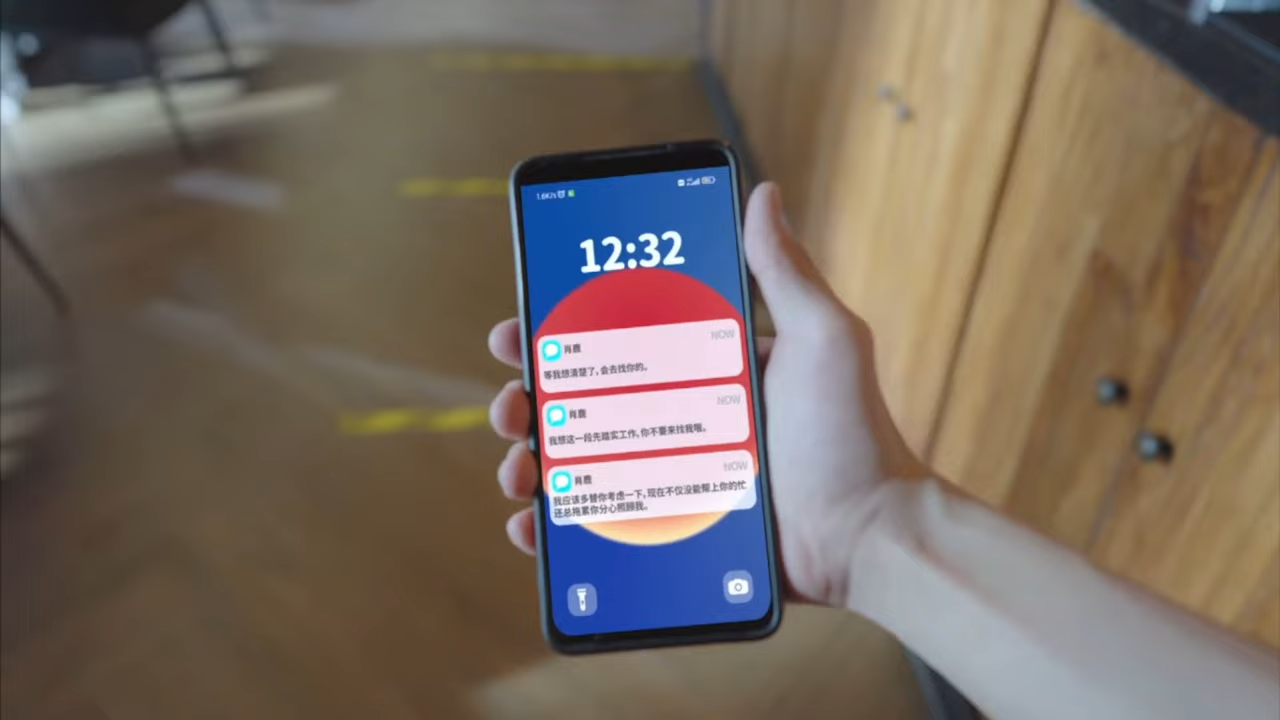 1.6K/s
12:32
肖鹿
NOW
等我想清楚了,会去找你的。
肖鹿
NOW
我想这一段先踏实工作,你不要来找我哦。
肖鹿
NOW
我应该多替你考虑一下,现在不仅没能帮上你的忙
还总拖累你分心照顾我。